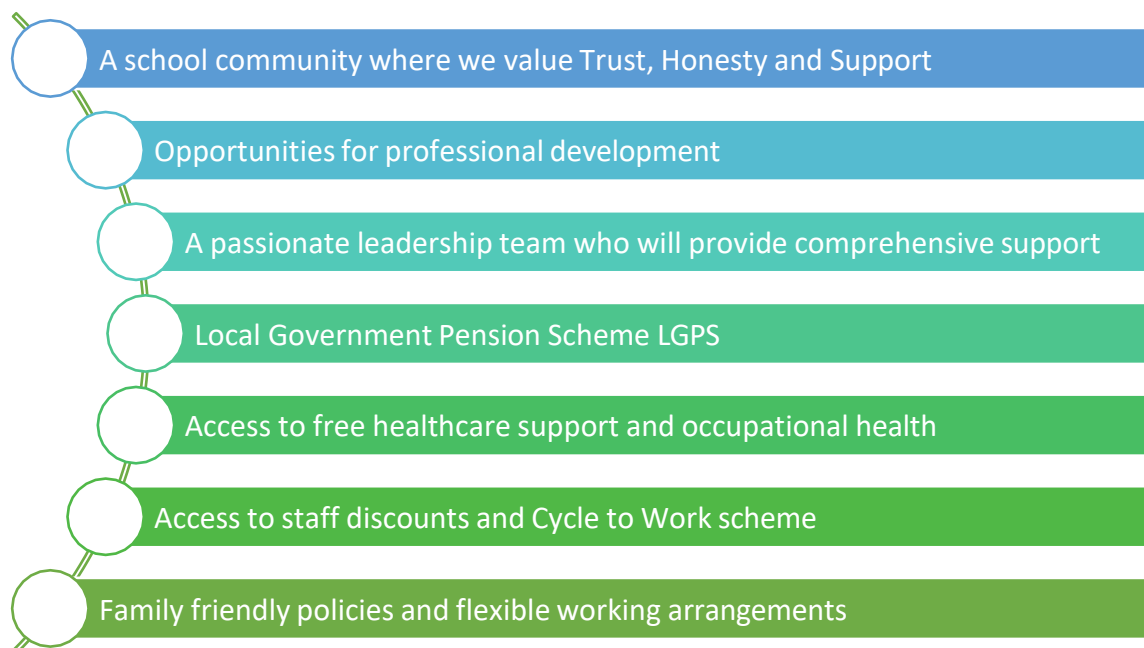 A school community where we value Trust, Honesty and Support
Opportunities for professional development
A passionate leadership team who will provide comprehensive support
Local Government Pension Scheme LGPS
Access to free healthcare support and occupational health
Access to staff discounts and Cycle to Work scheme
Family friendly policies and flexible working arrangements